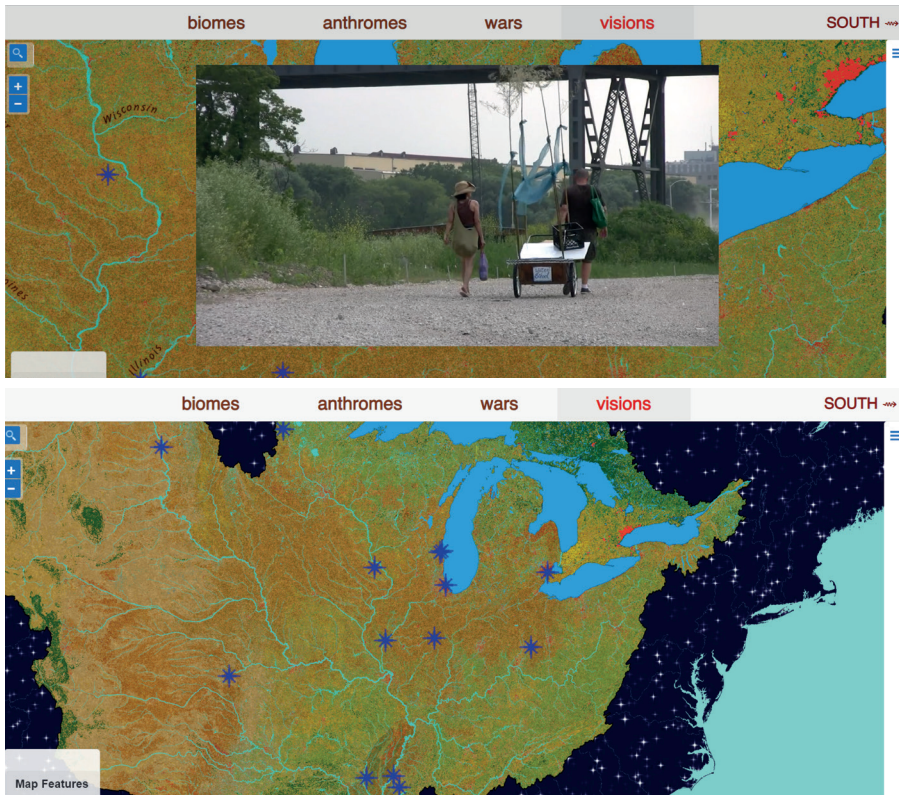 biomes anthromes wars visions SOUTH ⇝
+
−
Wisconsin
Illinois
biomes anthromes wars visions SOUTH ⇝
+
−
Map Features